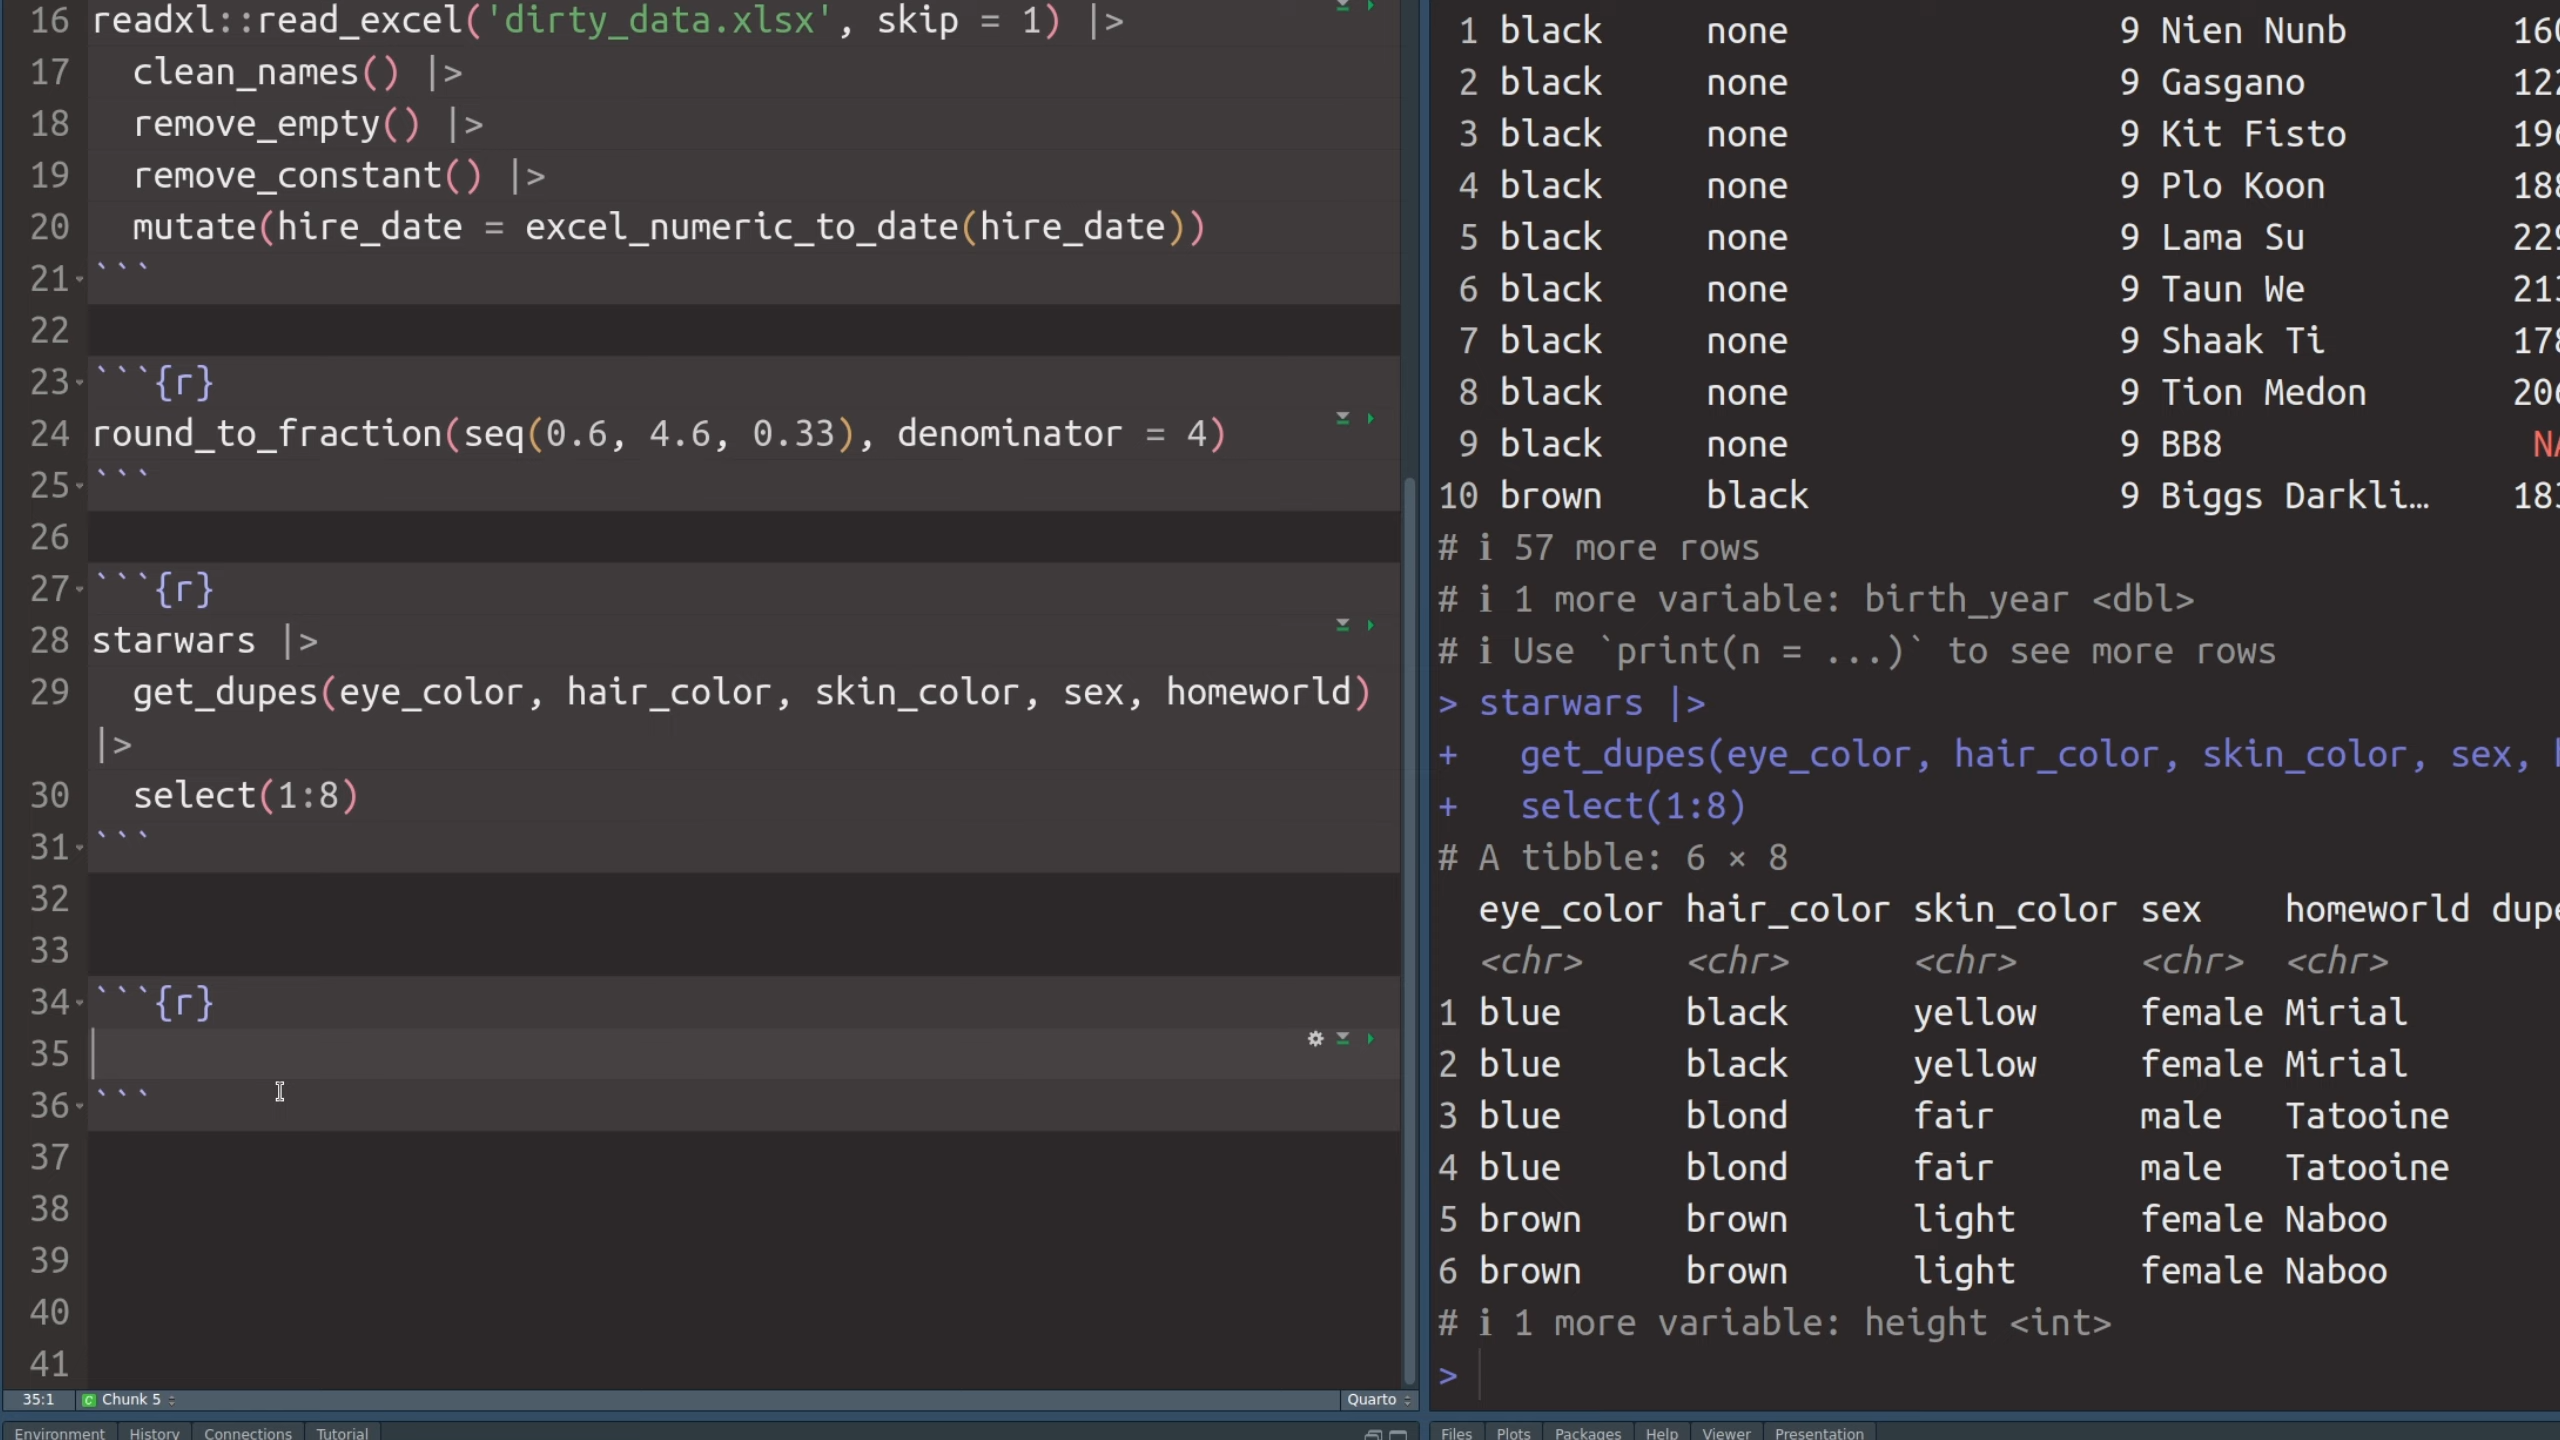 16 readxl::read_excel('dirty_data.xlsx', skip = 1) |>
17   clean_names() |>
18   remove_empty() |>
19   remove_constant() |>
20   mutate(hire_date = excel_numeric_to_date(hire_date))
21 ```
22
23 ```{r}
24 round_to_fraction(seq(0.6, 4.6, 0.33), denominator = 4)
25 ```
26
27 ```{r}
28 starwars |>
29   get_dupes(eye_color, hair_color, skin_color, sex, homeworld)
|>
30   select(1:8)
31 ```
32
33
34 ```{r}
35
36 ```
37
38
39
40
41
35:1 Chunk 5 Quarto
Environment History Connections Tutorial
1 black none 9 Nien Nunb 160
2 black none 9 Gasgano 122
3 black none 9 Kit Fisto 196
4 black none 9 Plo Koon 188
5 black none 9 Lama Su 229
6 black none 9 Taun We 213
7 black none 9 Shaak Ti 178
8 black none 9 Tion Medon 206
9 black none 9 BB8 NA
10 brown black 9 Biggs Darkli… 183
# ℹ 57 more rows
# ℹ 1 more variable: birth_year <dbl>
# ℹ Use `print(n = ...)` to see more rows
> starwars |>
+   get_dupes(eye_color, hair_color, skin_color, sex,
+   select(1:8)
# A tibble: 6 × 8
eye_color hair_color skin_color sex homeworld dupe
<chr> <chr> <chr> <chr> <chr>
1 blue black yellow female Mirial
2 blue black yellow female Mirial
3 blue blond fair male Tatooine
4 blue blond fair male Tatooine
5 brown brown light female Naboo
6 brown brown light female Naboo
# ℹ 1 more variable: height <int>
>
Files Plots Packages Help Viewer Presentation